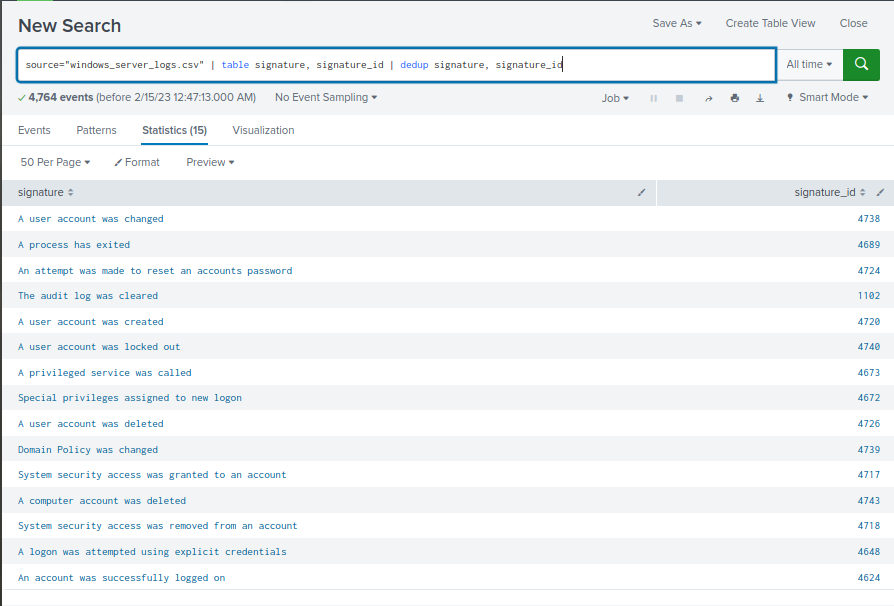 New Search
Save As Create Table View Close
source="windows_server_logs.csv" | table signature, signature_id | dedup signature, signature_id
All time
4,764 events (before 2/15/23 12:47:13.000 AM) No Event Sampling
Job Smart Mode
Events Patterns Statistics (15) Visualization
50 Per Page Format Preview
signature signature_id
A user account was changed 4738
A process has exited 4689
An attempt was made to reset an accounts password 4724
The audit log was cleared 1102
A user account was created 4720
A user account was locked out 4740
A privileged service was called 4673
Special privileges assigned to new logon 4672
A user account was deleted 4726
Domain Policy was changed 4739
System security access was granted to an account 4717
A computer account was deleted 4743
System security access was removed from an account 4718
A logon was attempted using explicit credentials 4648
An account was successfully logged on 4624